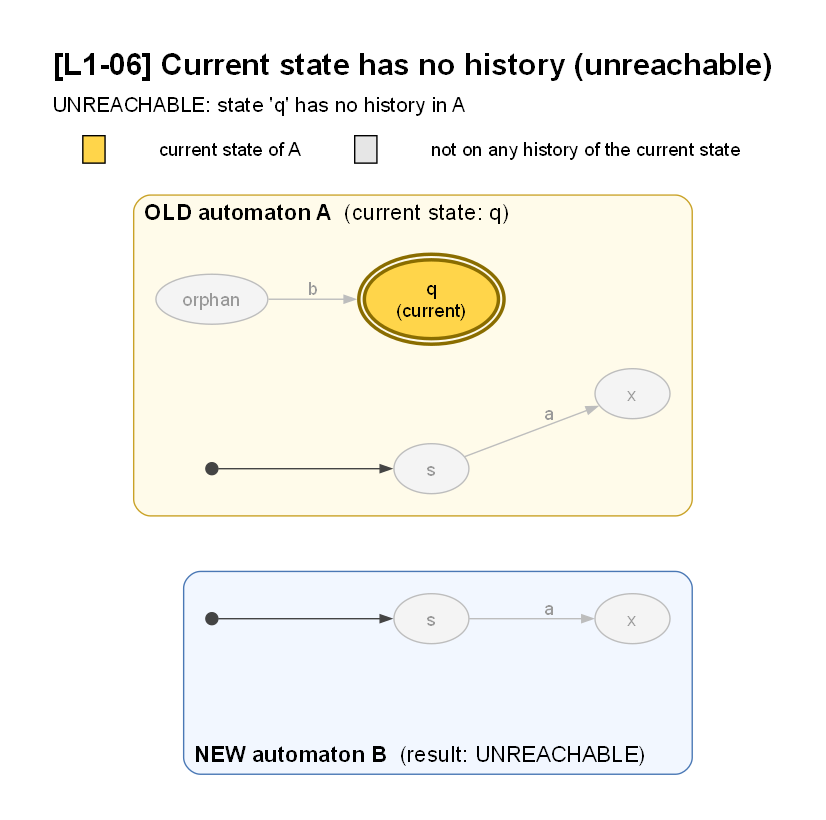 [L1-06] Current state has no history (unreachable)
UNREACHABLE: state 'q' has no history in A
current state of A
not on any history of the current state
OLD automaton A (current state: q)
orphan
b
q
(current)
x
a
s
s
a
x
NEW automaton B (result: UNREACHABLE)